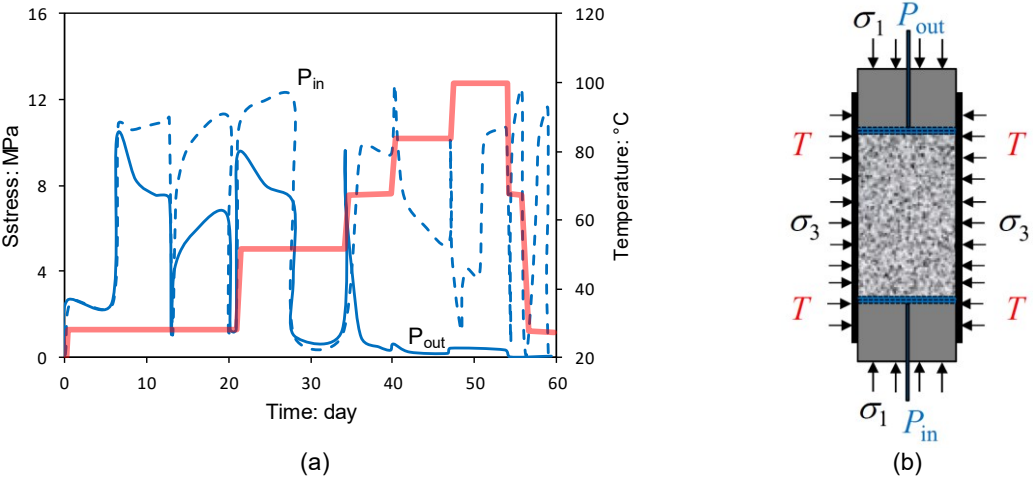 16
12
8
4
0
Sstress: MPa
120
100
80
60
40
20
Temperature: °C
0 10 20 30 40 50 60
Time: day
Pin
Pout
(a)
σ1 Pout
T T
σ3 σ3
T T
σ1 Pin
(b)